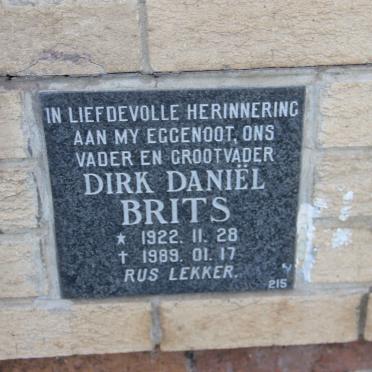 IN LIEFDEVOLLE HERINNERING
AAN MY EGGENOOT, ONS
VADER EN GROOTVADER
DIRK DANIËL
BRITS
★ 1922. 11. 28
† 1989. 01. 17
RUS LEKKER.
215